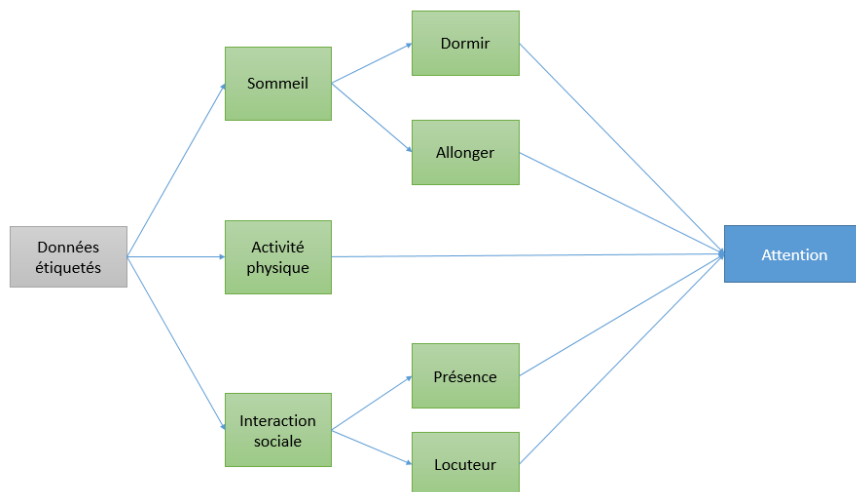 Dormir
Sommeil
Allonger
Données
étiquetés
Activité
physique
Attention
Présence
Interaction
sociale
Locuteur